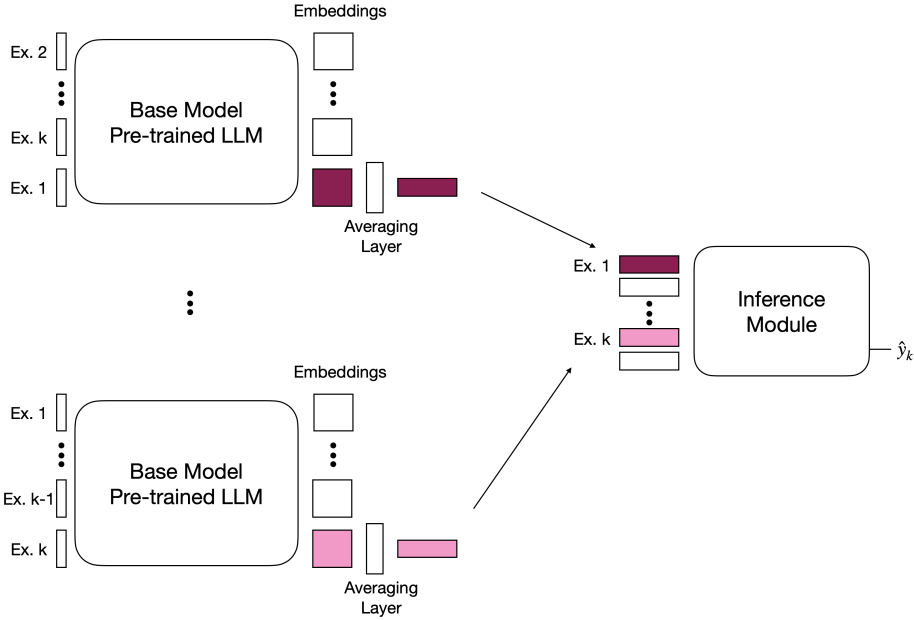 Embeddings
Ex. 2
Ex. k
Ex. 1
Base Model
Pre-trained LLM
Averaging
Layer
Ex. 1
Ex. k
Inference
Module
ŷₖ
Embeddings
Ex. 1
Ex. k-1
Ex. k
Base Model
Pre-trained LLM
Averaging
Layer